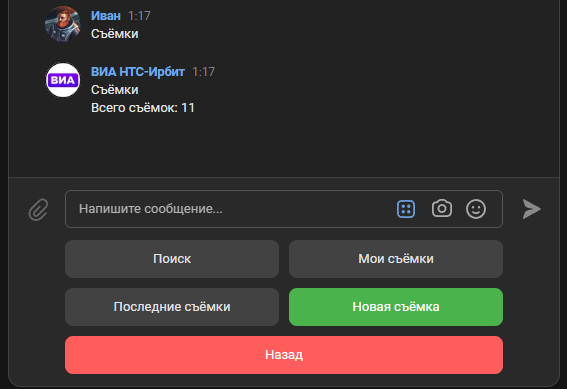 Иван 1:17
Съёмки
ВИА
ВИА НТС-Ирбит 1:17
Съёмки
Всего съёмок: 11
Напишите сообщение...
Поиск
Мои съёмки
Последние съёмки
Новая съёмка
Назад